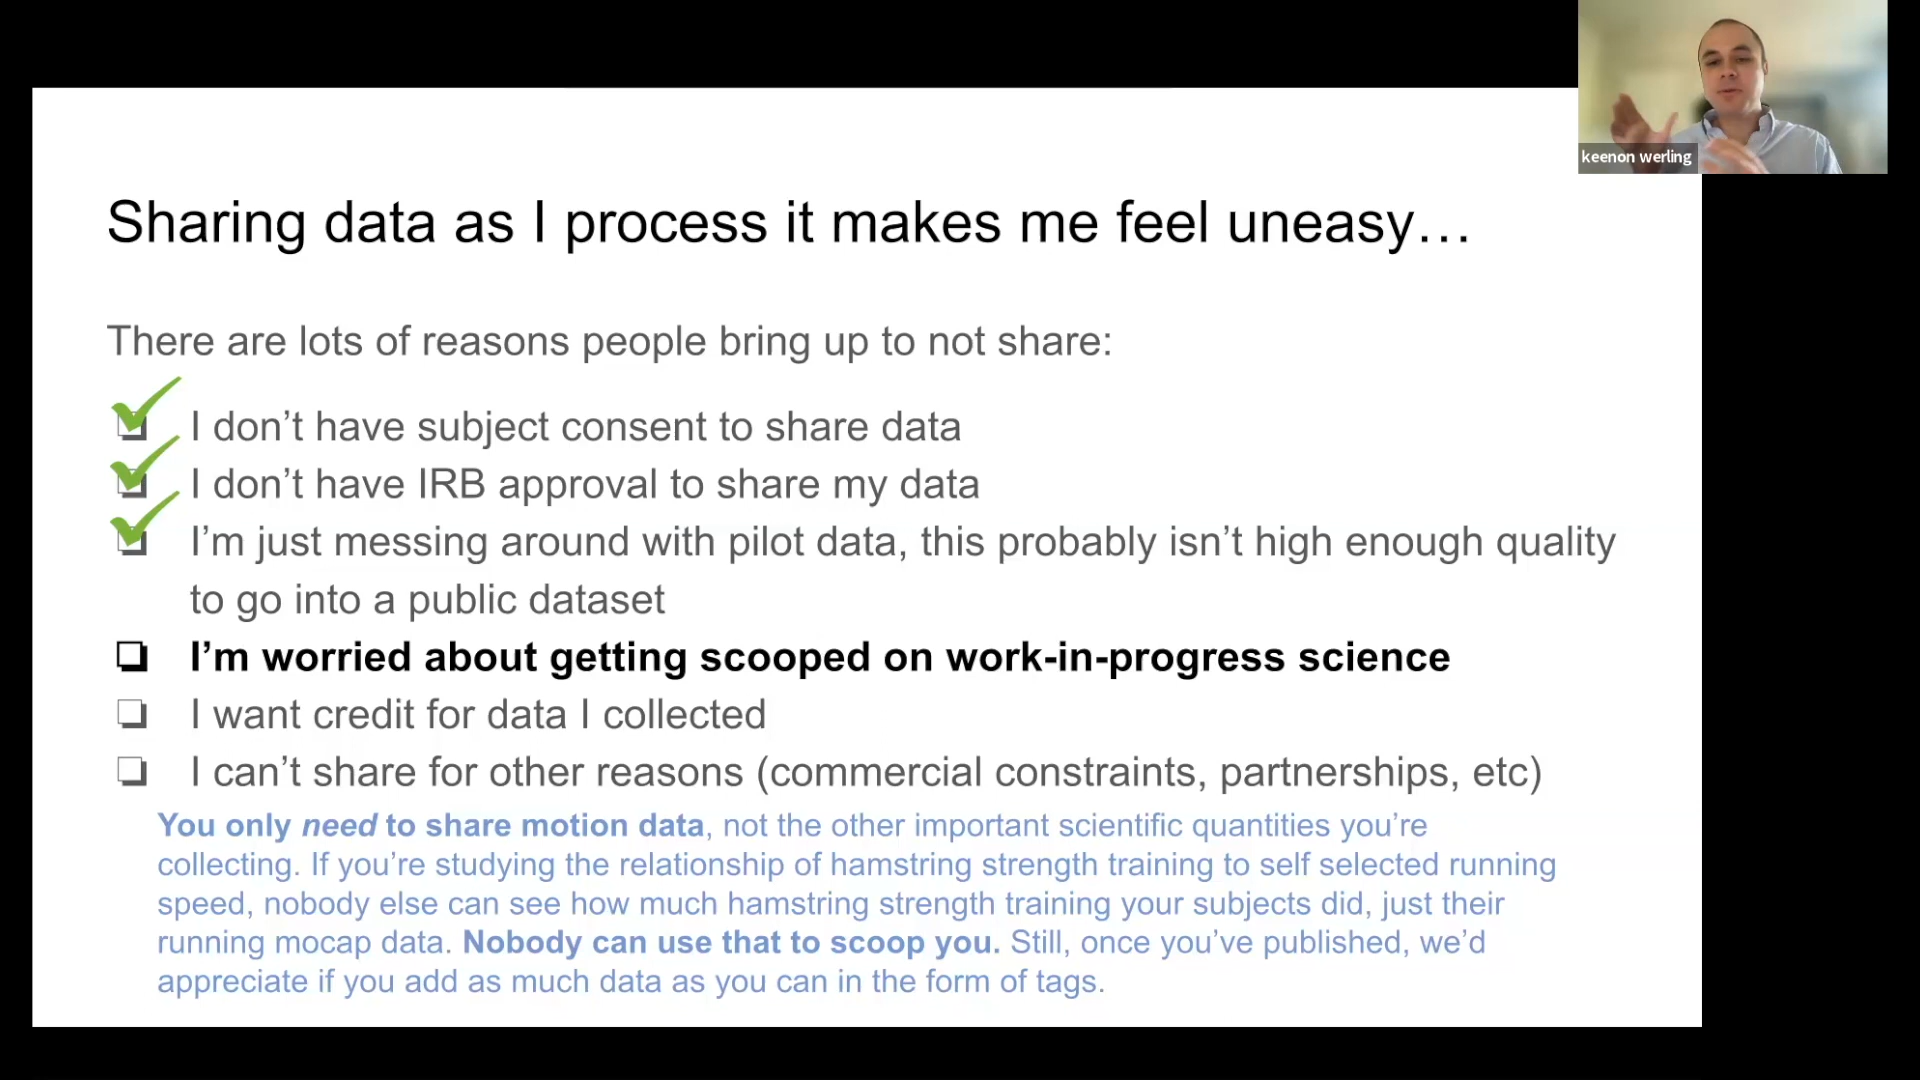 keenon werling
Sharing data as I process it makes me feel uneasy…
There are lots of reasons people bring up to not share:
I don’t have subject consent to share data
I don’t have IRB approval to share my data
I’m just messing around with pilot data, this probably isn’t high enough quality
to go into a public dataset
I’m worried about getting scooped on work-in-progress science
I want credit for data I collected
I can’t share for other reasons (commercial constraints, partnerships, etc)
You only need to share motion data, not the other important scientific quantities you’re
collecting. If you’re studying the relationship of hamstring strength training to self selected running
speed, nobody else can see how much hamstring strength training your subjects did, just their
running mocap data. Nobody can use that to scoop you. Still, once you’ve published, we’d
appreciate if you add as much data as you can in the form of tags.